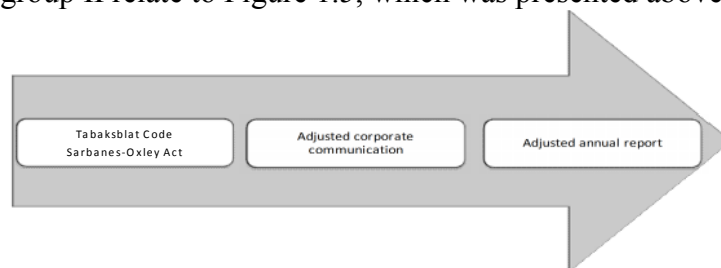 group II relate to Figure 1.5, which was presented above
Tabaksblat Code
Sarbanes-Oxley Act
Adjusted corporate
communication
Adjusted annual report